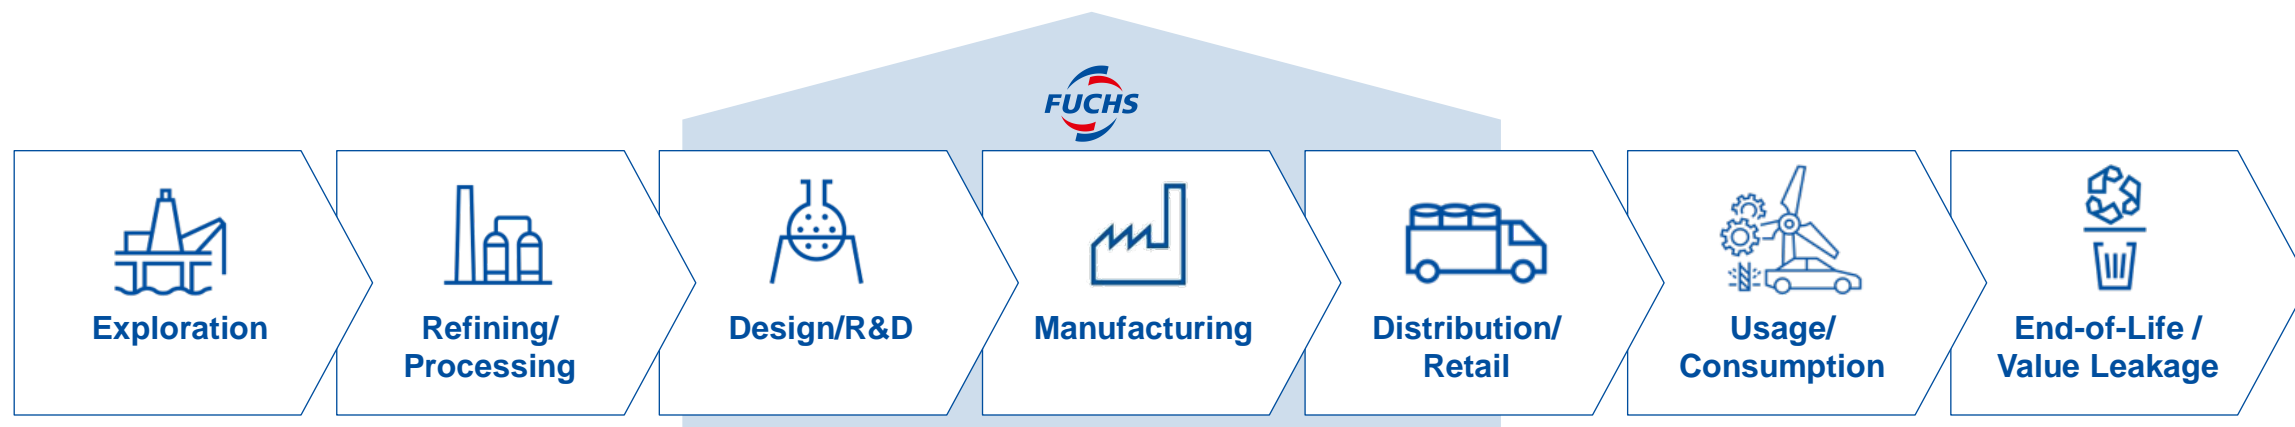 FUCHS
Exploration
Refining/
Processing
Design/R&D
Manufacturing
Distribution/
Retail
Usage/
Consumption
End-of-Life /
Value Leakage